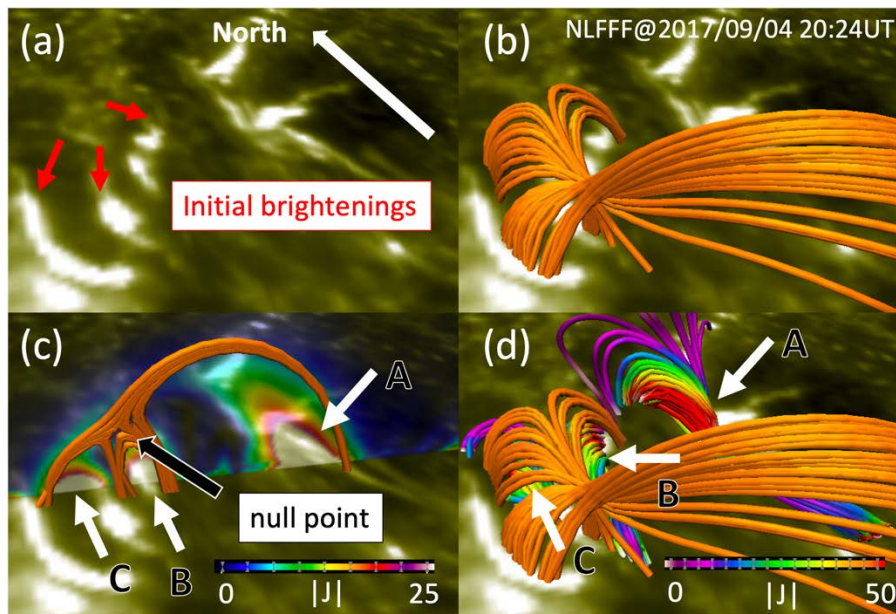 (a)
North
Initial brightenings
(b)
NLFFF@2017/09/04 20:24UT
(c)
A
null point
C
B
0
|J|
25
(d)
A
B
C
0
|J|
50